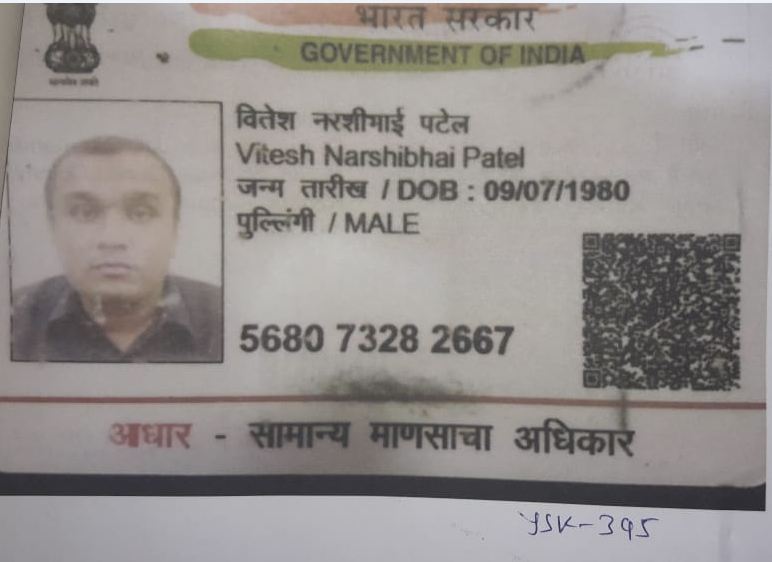 भारत सरकार
GOVERNMENT OF INDIA
वितेश नरशीभाई पटेल
Vitesh Narshibhai Patel
जन्म तारीख / DOB : 09/07/1980
पुल्लिंगी / MALE
5680 7328 2667
आधार - सामान्य माणसाचा अधिकार
YSK-395